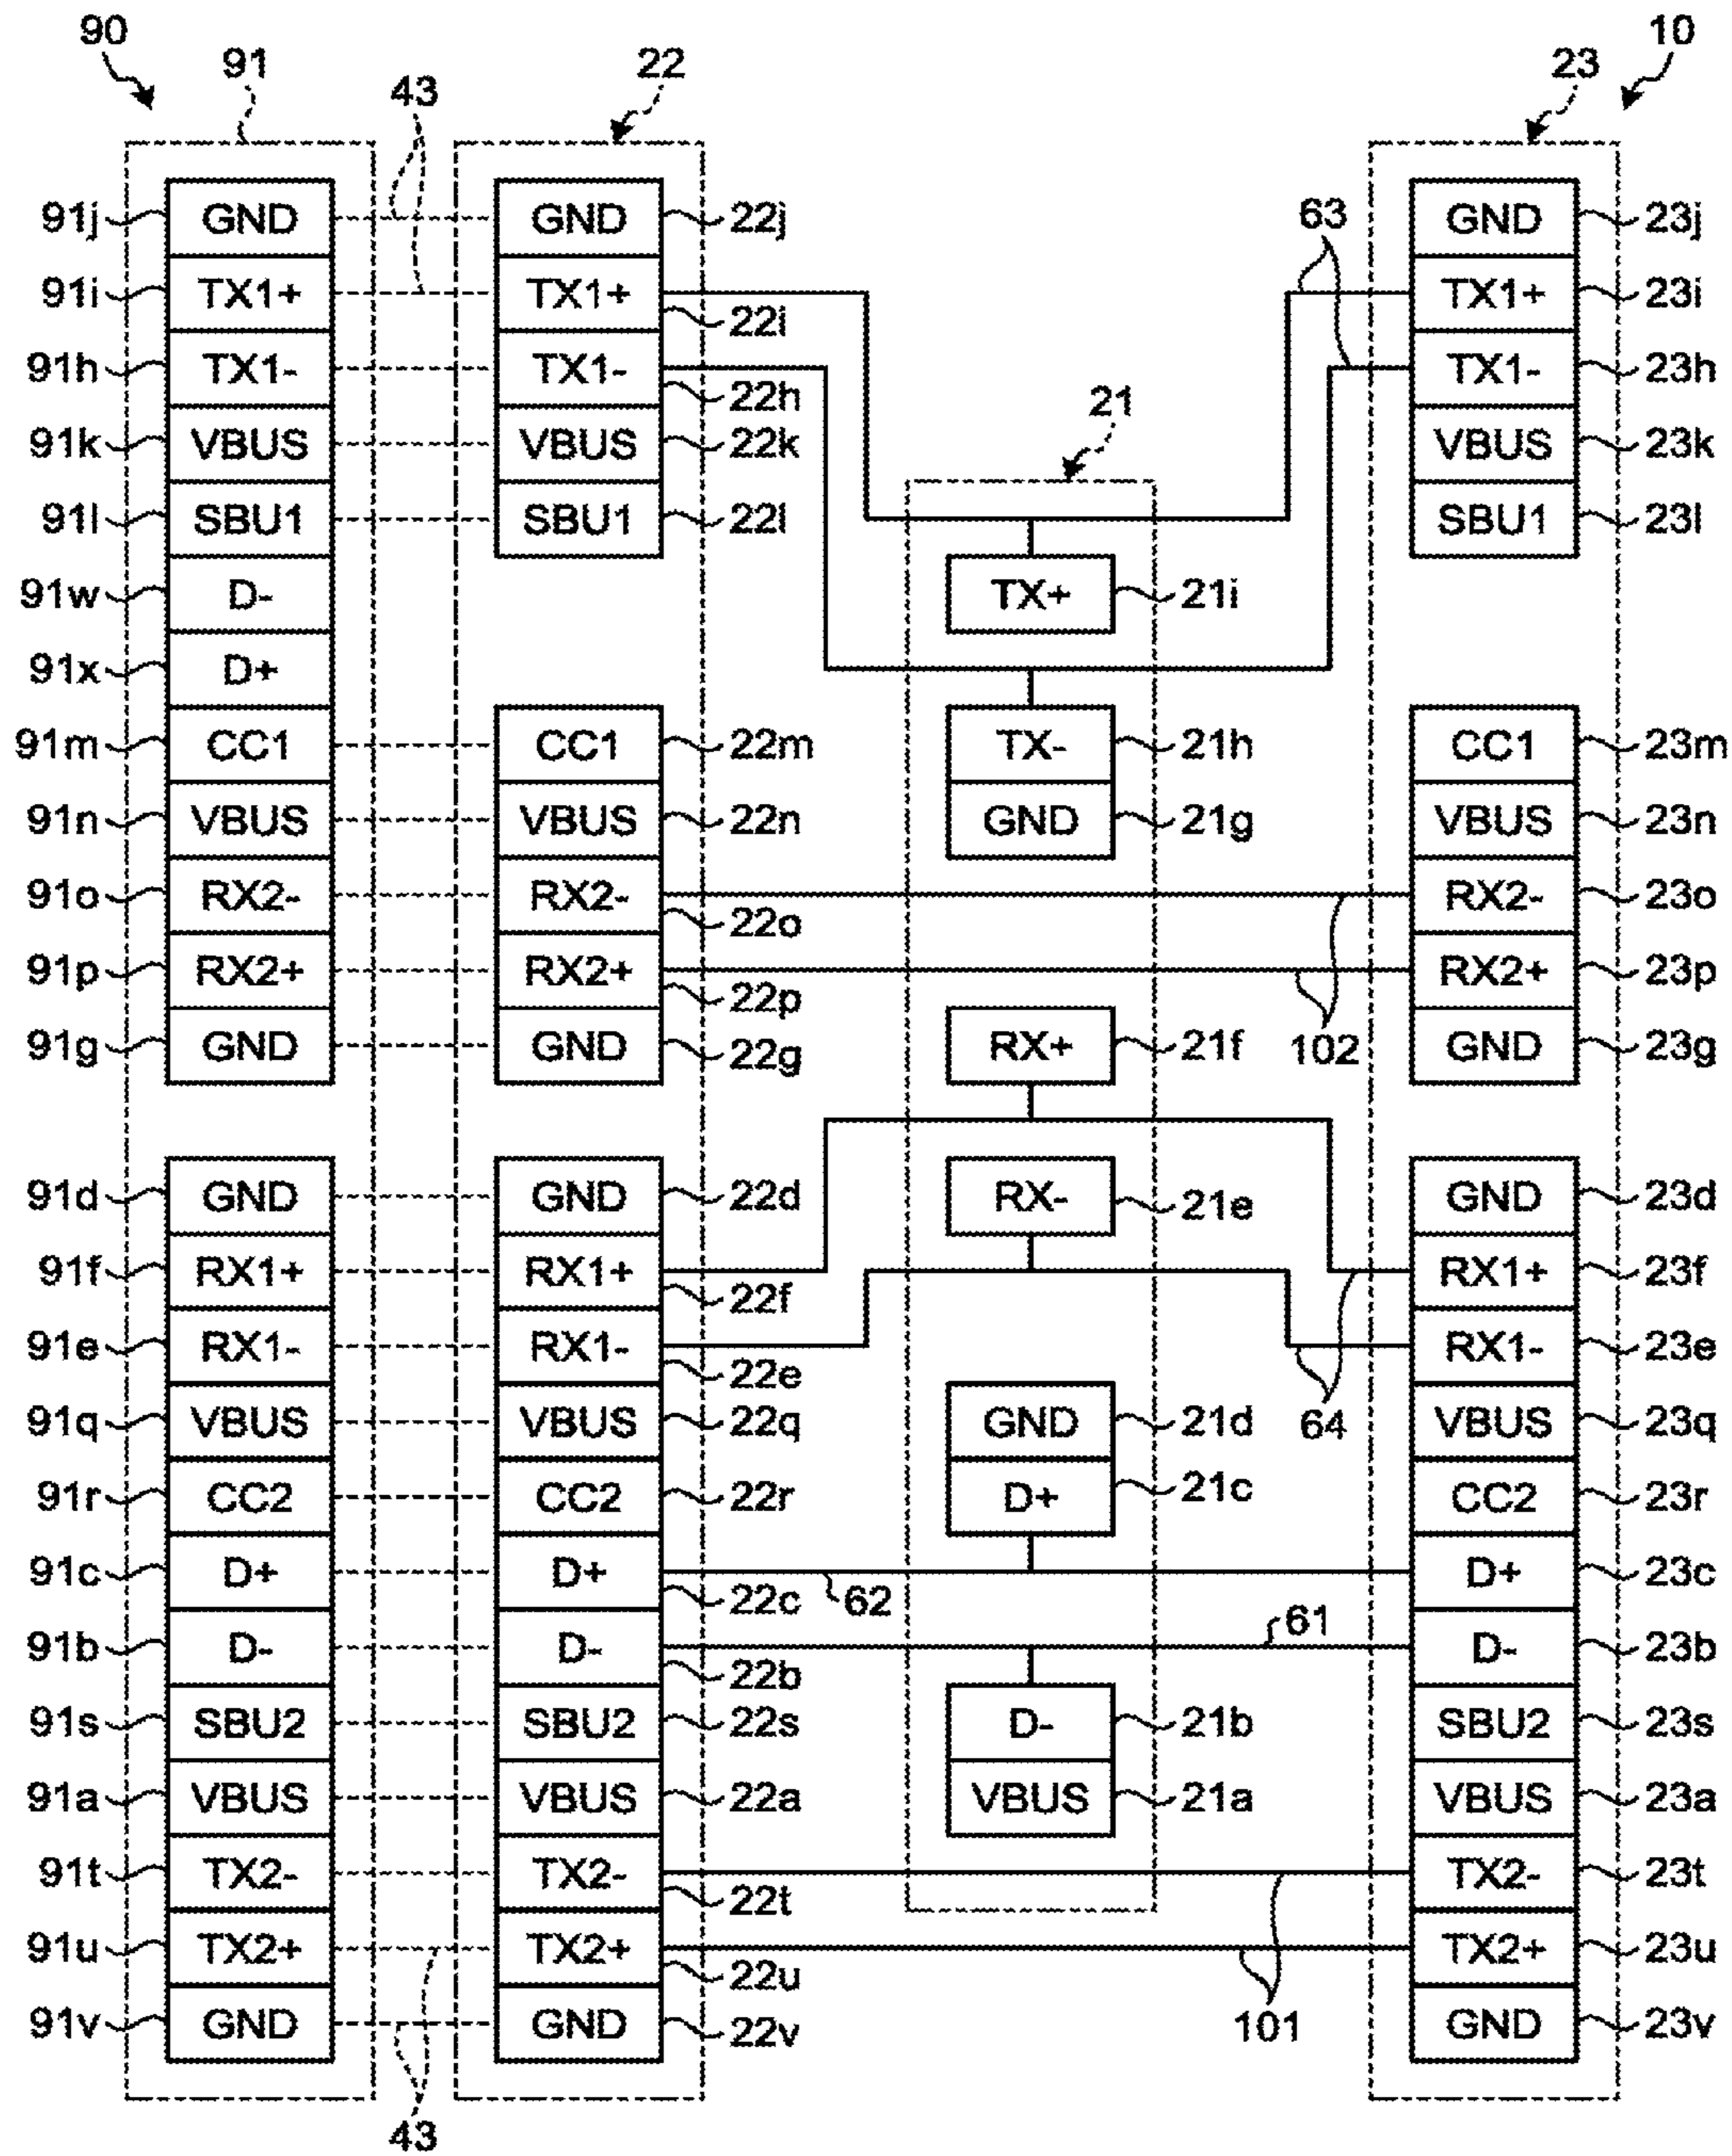 90
91
43
22
21
23
10
91j GND GND 22j 63 GND 23j
91i TX1+ TX1+ 22i TX1+ 23i
91h TX1- TX1- 22h TX1- 23h
91k VBUS VBUS 22k VBUS 23k
91l SBU1 SBU1 22l SBU1 23l
91w D- TX+ 21i
91x D+
91m CC1 CC1 22m TX- 21h CC1 23m
91n VBUS VBUS 22n GND 21g VBUS 23n
91o RX2- RX2- 22o RX2- 23o
91p RX2+ RX2+ 22p RX2+ 23p
91g GND GND 22g RX+ 21f 102 GND 23g
91d GND GND 22d RX- 21e GND 23d
91f RX1+ RX1+ 22f RX1+ 23f
91e RX1- RX1- 22e RX1- 23e
91q VBUS VBUS 22q GND 21d 64 VBUS 23q
91r CC2 CC2 22r D+ 21c CC2 23r
91c D+ D+ 22c 62 D+ 23c
91b D- D- 22b 61 D- 23b
91s SBU2 SBU2 22s D- 21b SBU2 23s
91a VBUS VBUS 22a VBUS 21a VBUS 23a
91t TX2- TX2- 22t TX2- 23t
91u TX2+ TX2+ 22u TX2+ 23u
91v GND GND 22v 101 GND 23v
43